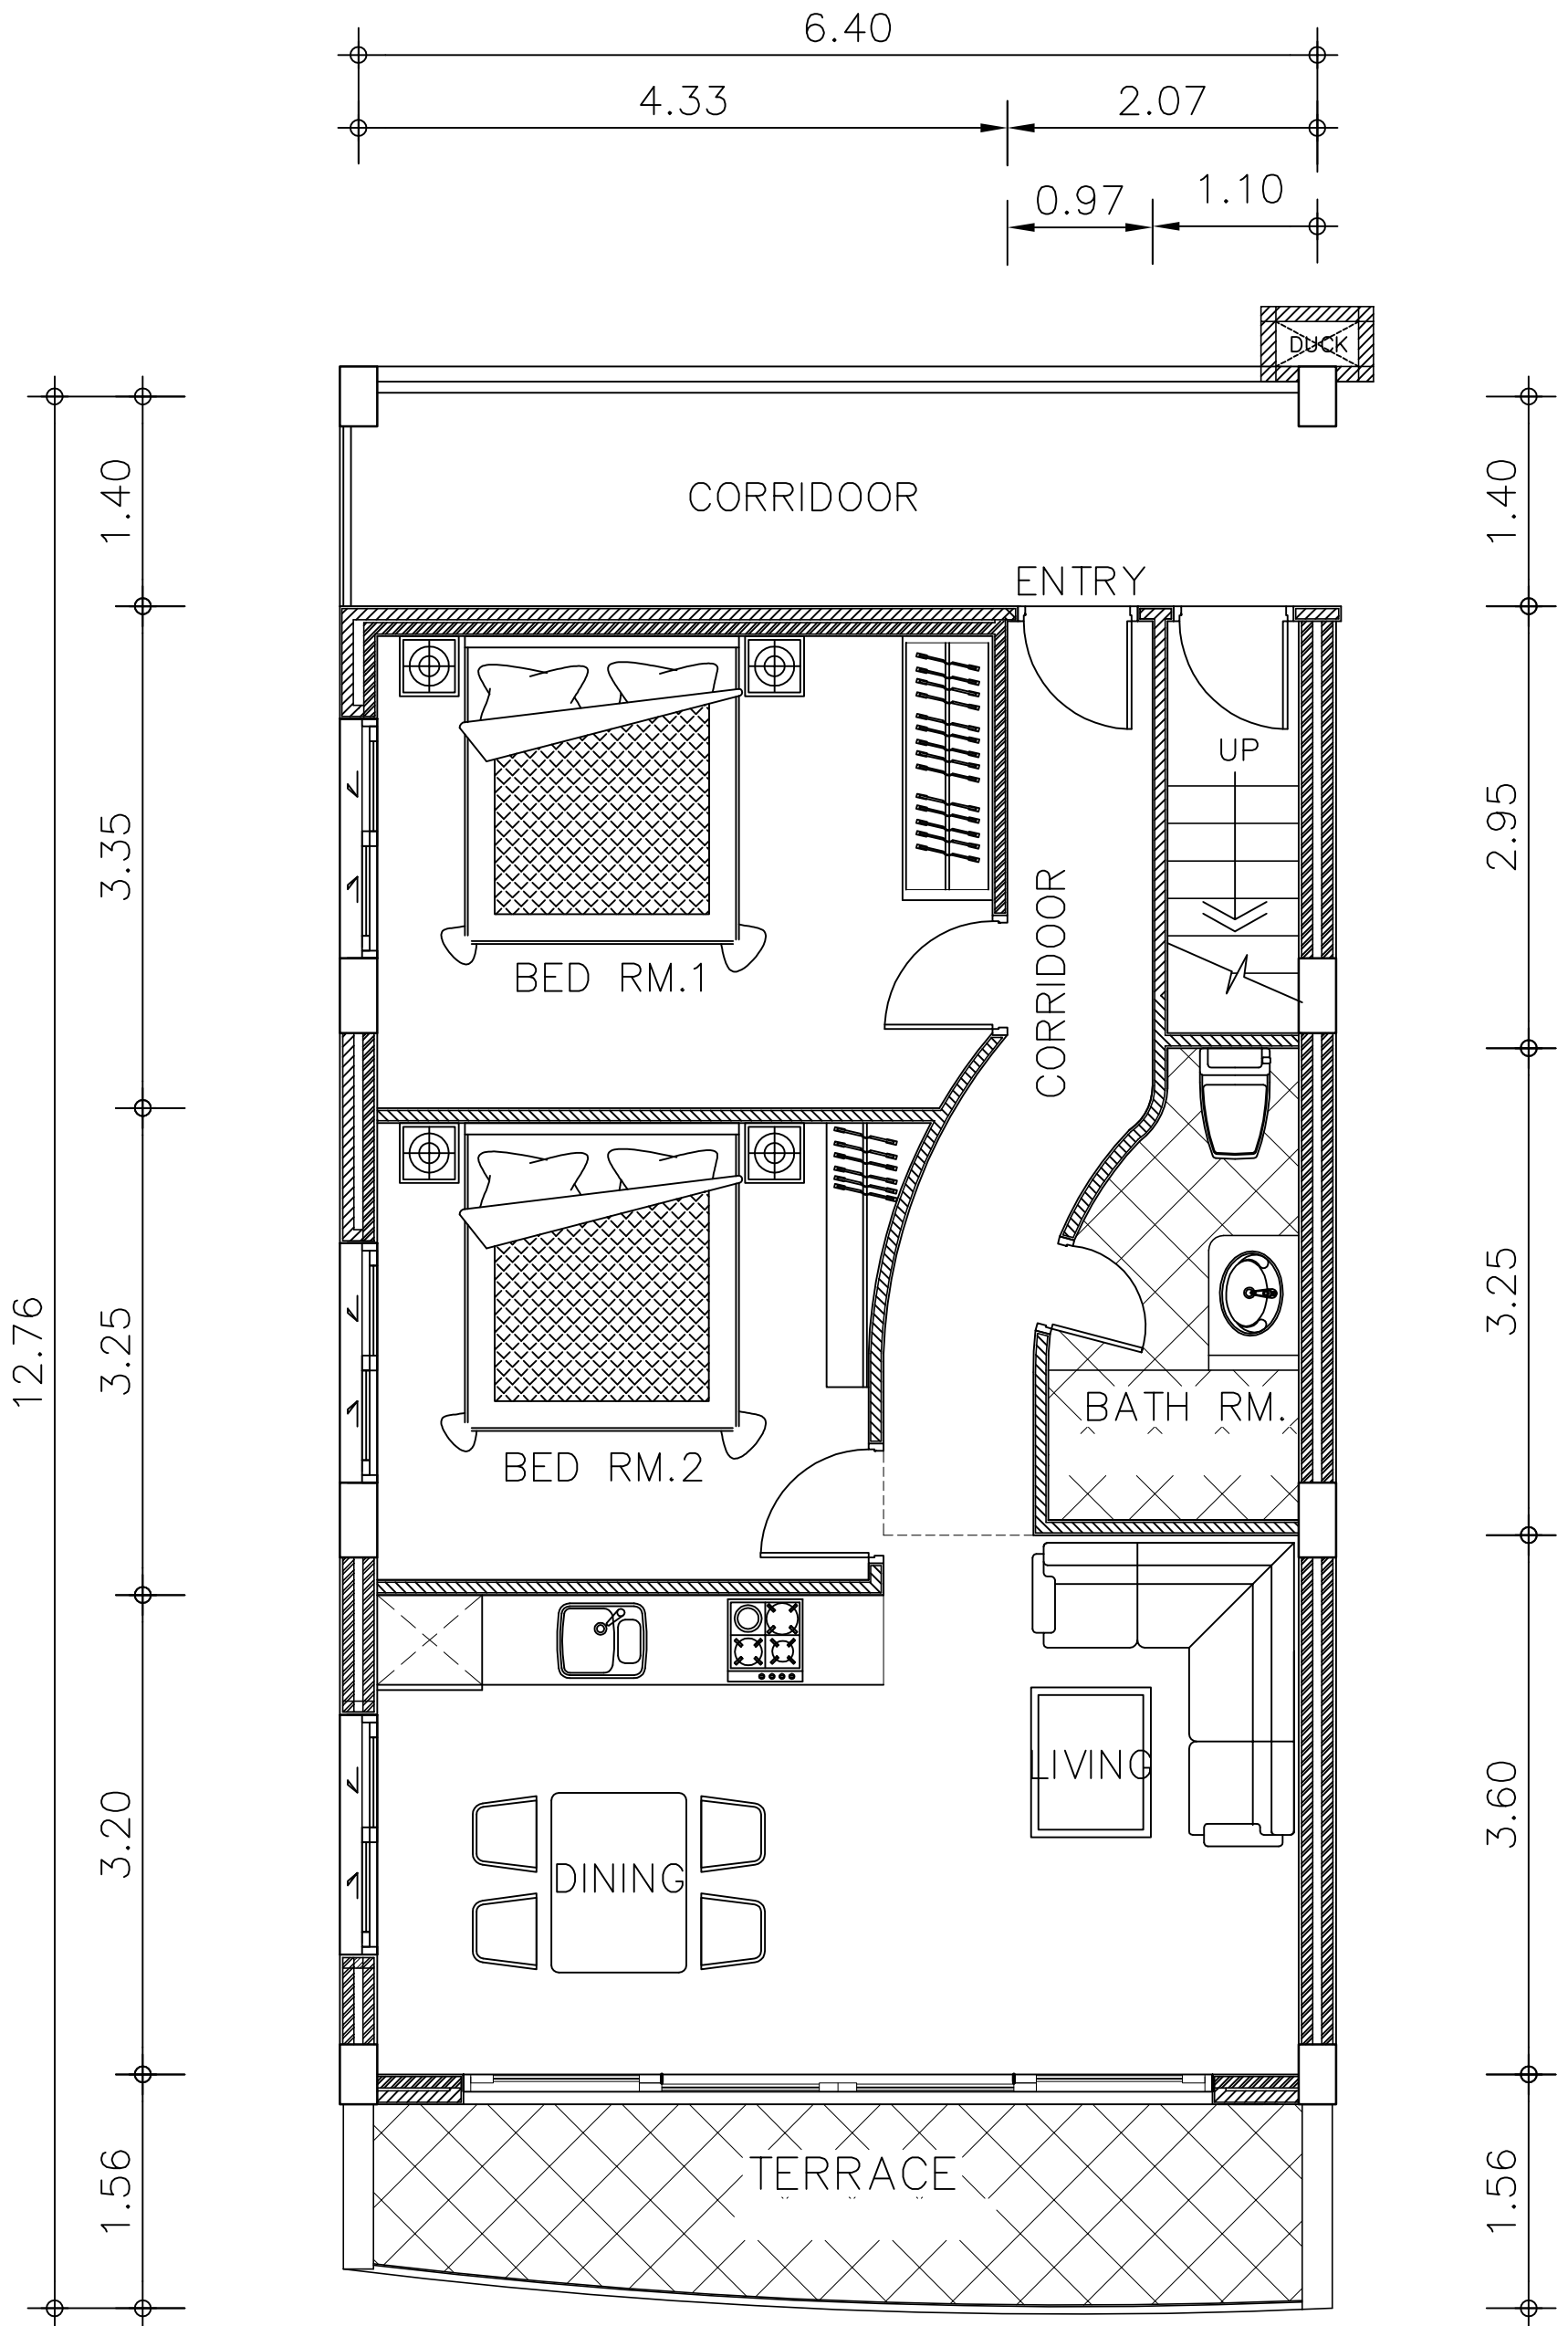 6.40
4.33
2.07
0.97
1.10
DUCK
1.40
CORRIDOOR
1.40
ENTRY
UP
3.35
2.95
CORRIDOOR
BED RM.1
12.76
3.25
3.25
BATH RM.
BED RM.2
LIVING
3.20
3.60
DINING
TERRACE
1.56
1.56